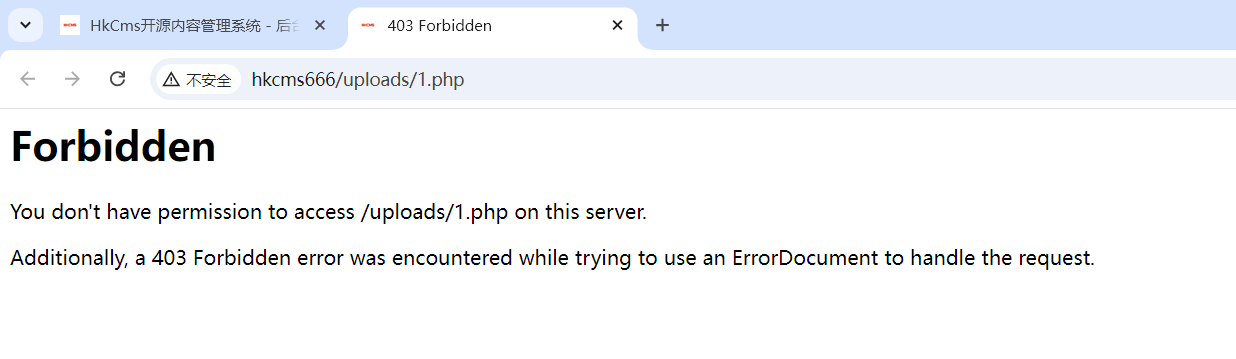 HkCms开源内容管理系统 - 后台
403 Forbidden
不安全
hkcms666/uploads/1.php
Forbidden
You don't have permission to access /uploads/1.php on this server.
Additionally, a 403 Forbidden error was encountered while trying to use an ErrorDocument to handle the request.